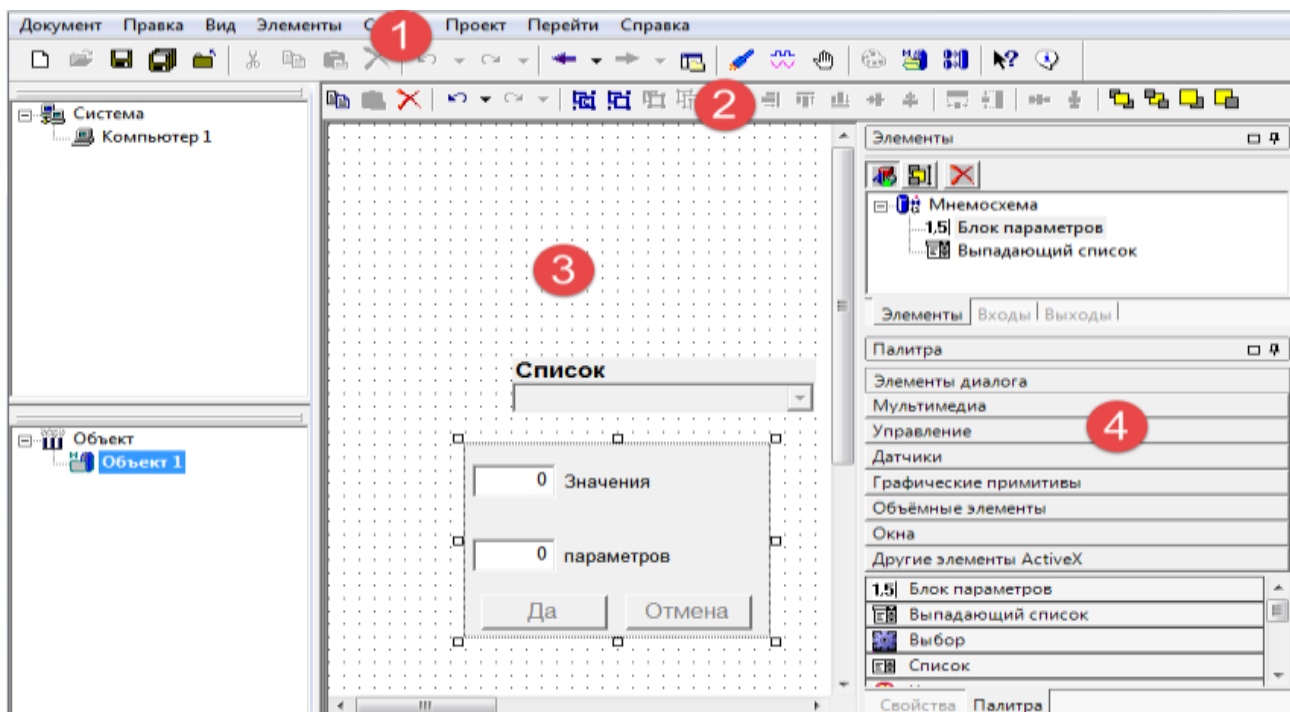 Документ Правка Вид Элементы Проект Перейти Справка
1
2
Система
Компьютер 1
Объект
Объект 1
3
Список
0 Значения
0 параметров
Да Отмена
Элементы
Мнемосхема
1,5 Блок параметров
Выпадающий список
Элементы Входы Выходы
Палитра
Элементы диалога
Мультимедиа
4
Управление
Датчики
Графические примитивы
Объёмные элементы
Окна
Другие элементы ActiveX
1,5 Блок параметров
Выпадающий список
Выбор
Список
Свойства Палитра